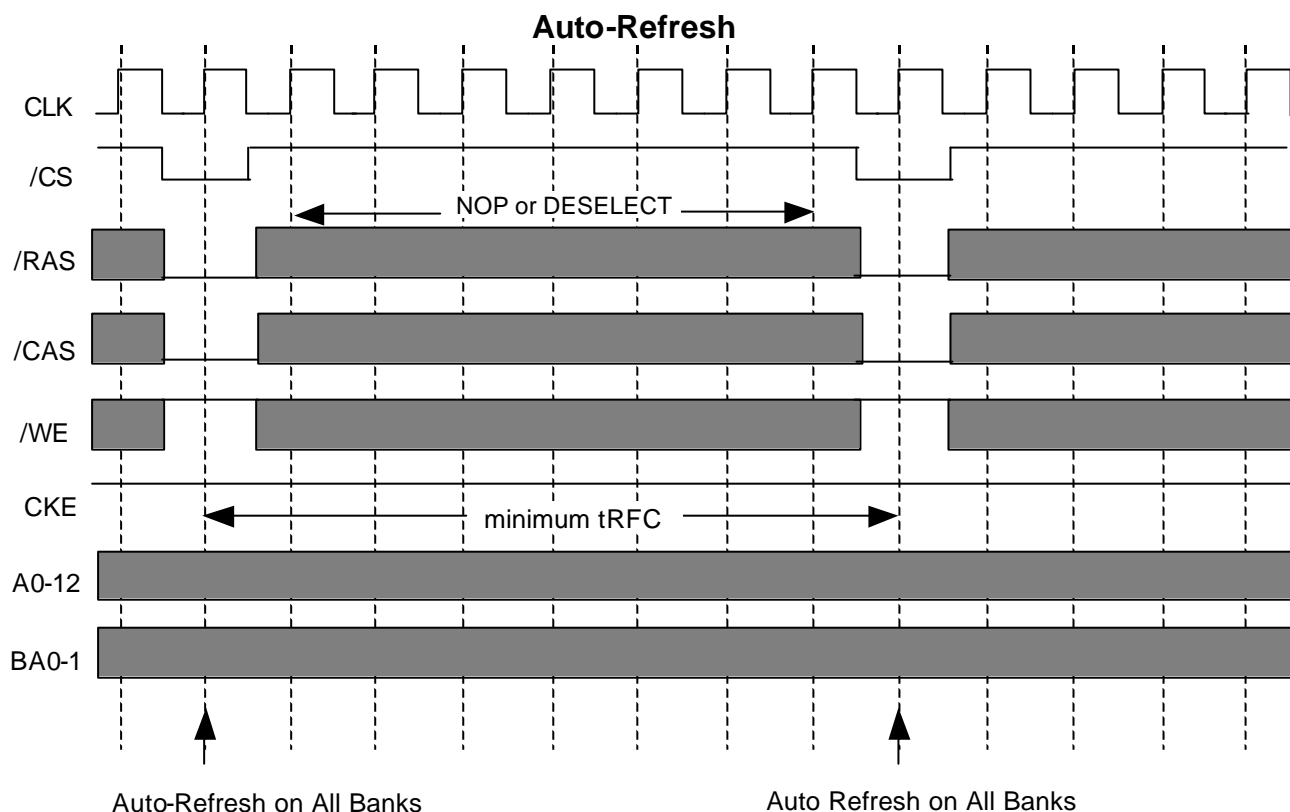 Auto-Refresh
CLK
/CS
NOP or DESELECT
/RAS
/CAS
/WE
CKE
minimum tRFC
A0-12
BA0-1
Auto-Refresh on All Banks
Auto Refresh on All Banks